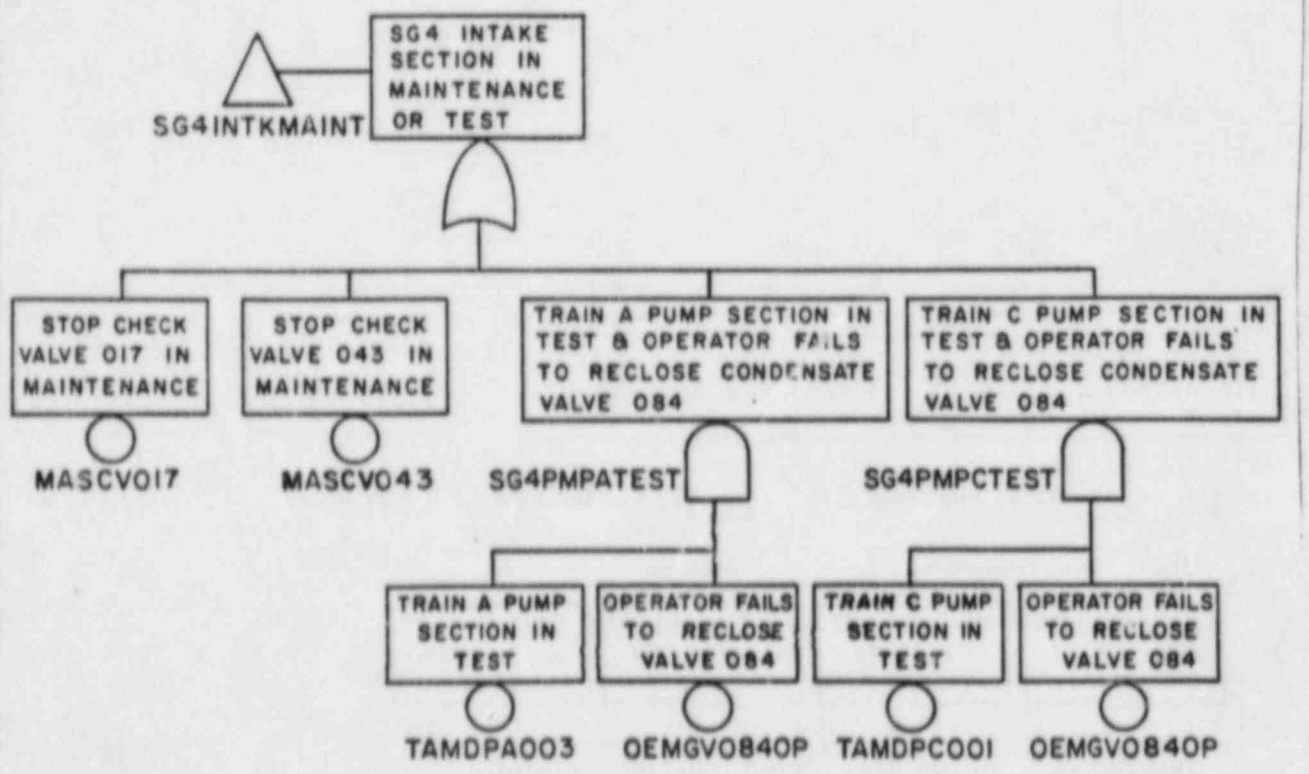 SG4 INTAKE
SECTION IN
MAINTENANCE
OR TEST
SG4INTKMAINT
STOP CHECK
VALVE 017 IN
MAINTENANCE
MASCV017
STOP CHECK
VALVE 043 IN
MAINTENANCE
MASCV043
TRAIN A PUMP SECTION IN
TEST & OPERATOR FAILS
TO RECLOSE CONDENSATE
VALVE 084
SG4PMPATEST
TRAIN C PUMP SECTION IN
TEST & OPERATOR FAILS
TO RECLOSE CONDENSATE
VALVE 084
SG4PMPCTEST
TRAIN A PUMP
SECTION IN
TEST
TAMDPA003
OPERATOR FAILS
TO RECLOSE
VALVE 084
OEMGV084OP
TRAIN C PUMP
SECTION IN
TEST
TAMDPC001
OPERATOR FAILS
TO RECLOSE
VALVE 084
OEMGV084OP